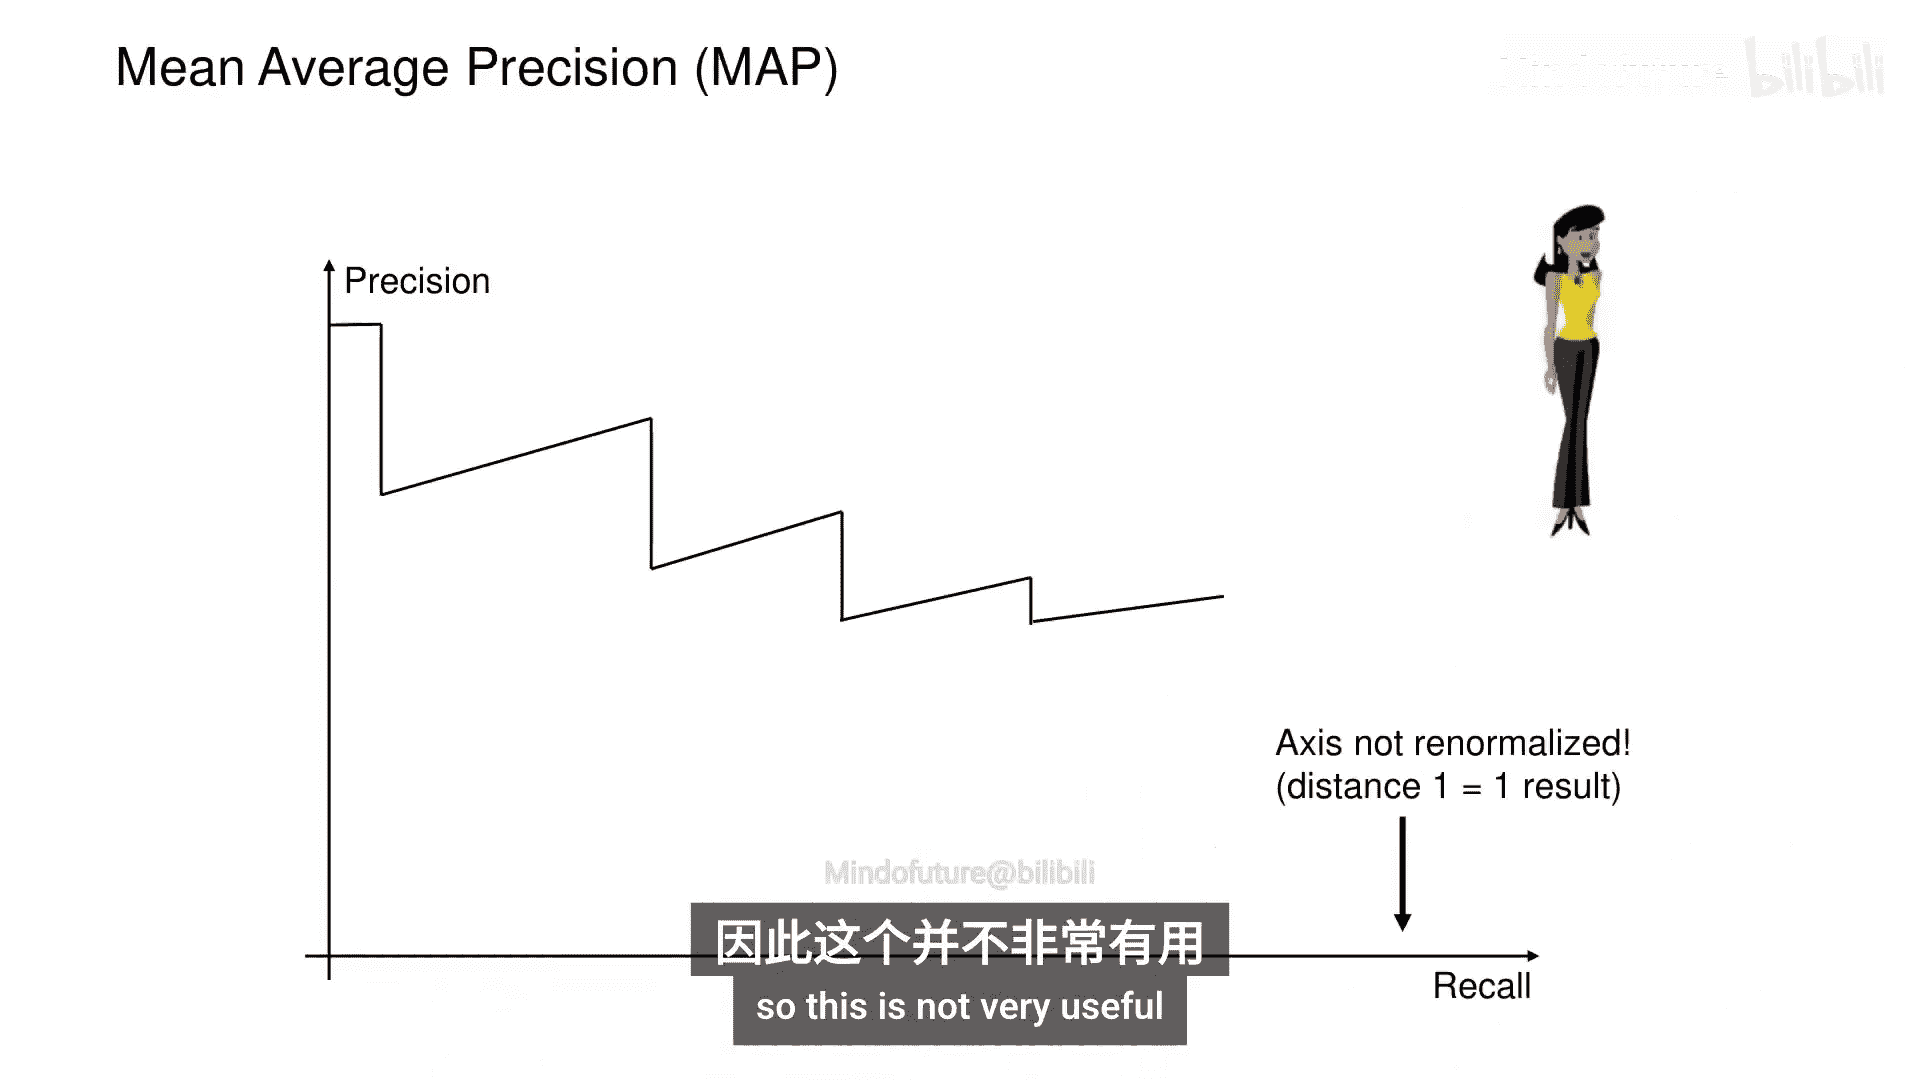 Mean Average Precision (MAP)
bilibili
Precision
Axis not renormalized!
(distance 1 = 1 result)
Mindofuture@bilibili
因此这个并不非常有用
so this is not very useful
Recall